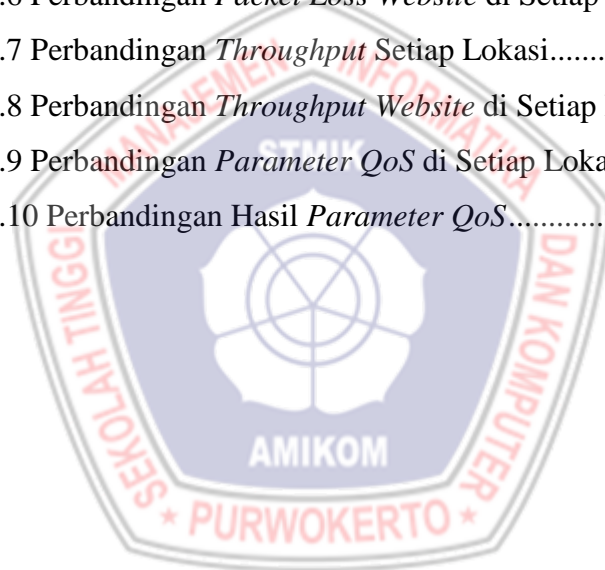 .6 Perbandingan Packet Loss Website di Setiap
.7 Perbandingan Throughput Setiap Lokasi........
.8 Perbandingan Throughput Website di Setiap
.9 Perbandingan Parameter QoS di Setiap Loka
.10 Perbandingan Hasil Parameter QoS............
SEKOLAH TINGGI MANAJEMEN INFORMATIKA DAN KOMPUTER
STMIK
AMIKOM
* PURWOKERTO *